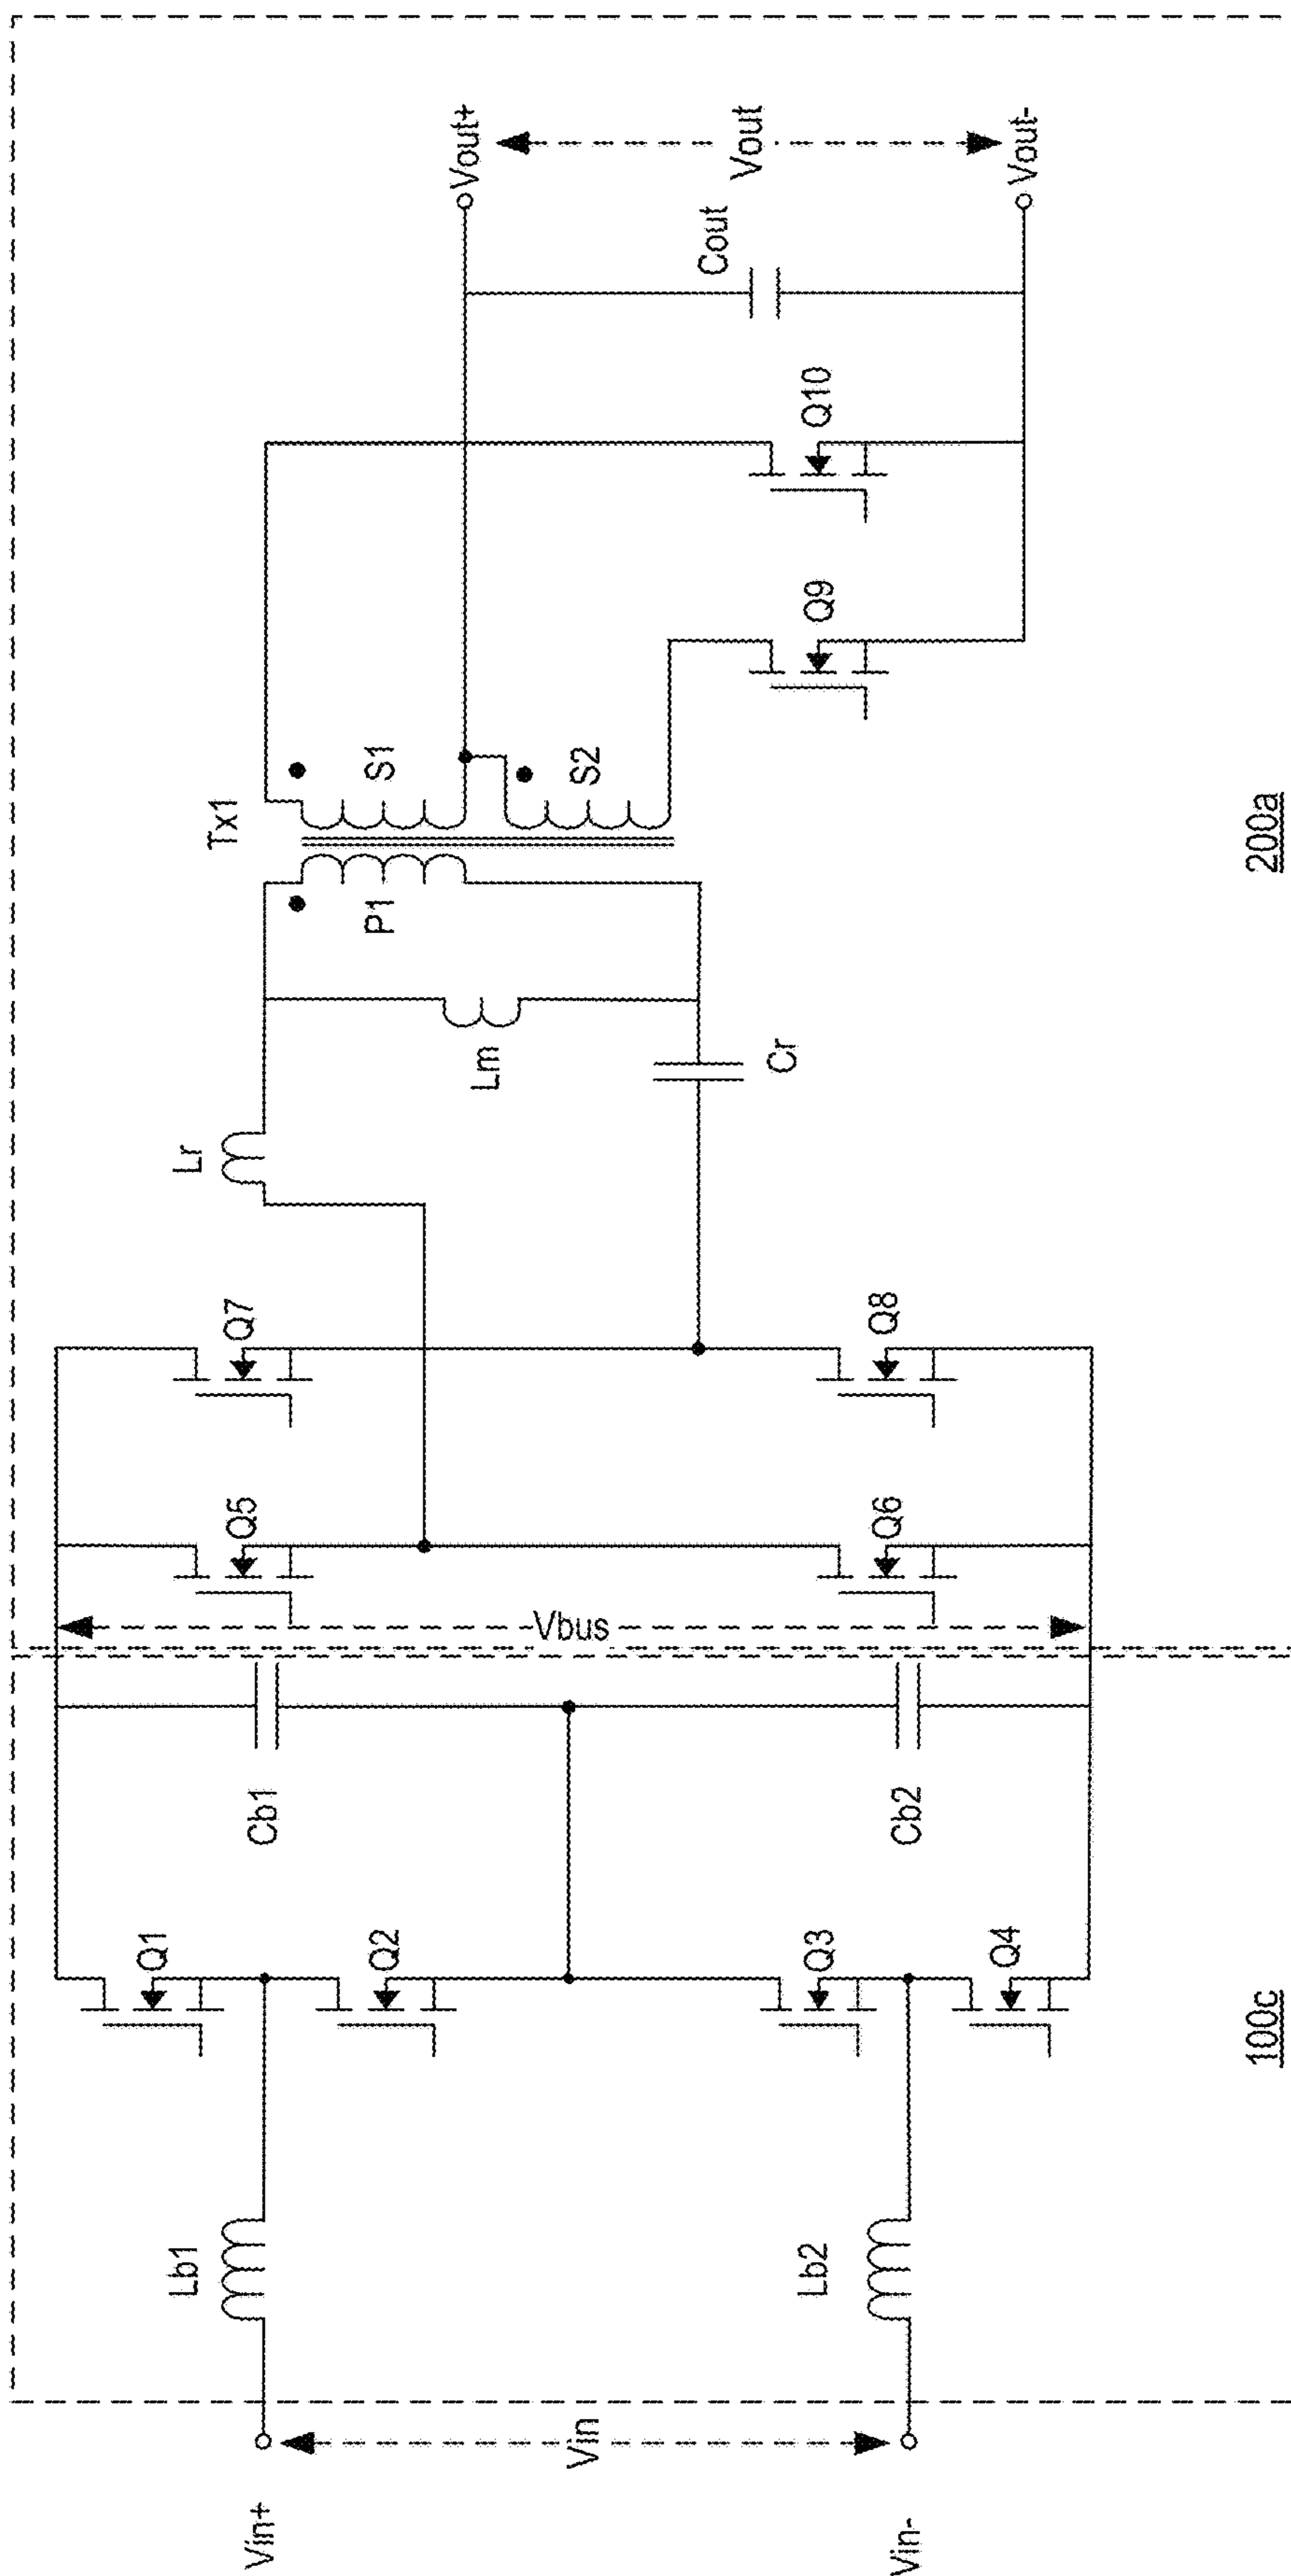 Vin+
Vin
Vin-
Lb1
Lb2
Q1
Q2
Q3
Q4
Cb1
Cb2
100c
Vbus
Q5
Q6
Q7
Q8
Lr
Lm
Cr
Tx1
P1
S1
S2
Q9
Q10
Cout
Vout+
Vout
Vout-
200a